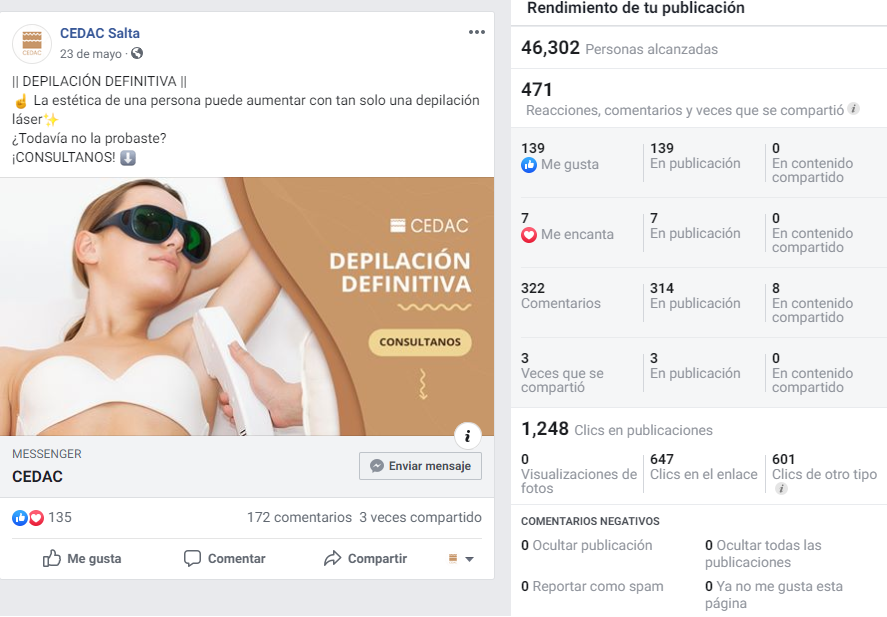 CEDAC Salta
23 de mayo ·
|| DEPILACIÓN DEFINITIVA ||
☝ La estética de una persona puede aumentar con tan solo una depilación
láser✨
¿Todavía no la probaste?
¡CONSULTANOS! ⬇
CEDAC
CEDAC
DEPILACIÓN
DEFINITIVA
CONSULTANOS
MESSENGER
CEDAC
Enviar mensaje
135
172 comentarios 3 veces compartido
Me gusta
Comentar
Compartir
Rendimiento de tu publicación
46,302 Personas alcanzadas
471
Reacciones, comentarios y veces que se compartió
139
Me gusta
139
En publicación
0
En contenido
compartido
7
Me encanta
7
En publicación
0
En contenido
compartido
322
Comentarios
314
En publicación
8
En contenido
compartido
3
Veces que se
compartió
3
En publicación
0
En contenido
compartido
1,248 Clics en publicaciones
0
Visualizaciones de
fotos
647
Clics en el enlace
601
Clics de otro tipo
COMENTARIOS NEGATIVOS
0 Ocultar publicación
0 Ocultar todas las
publicaciones
0 Reportar como spam
0 Ya no me gusta esta
página